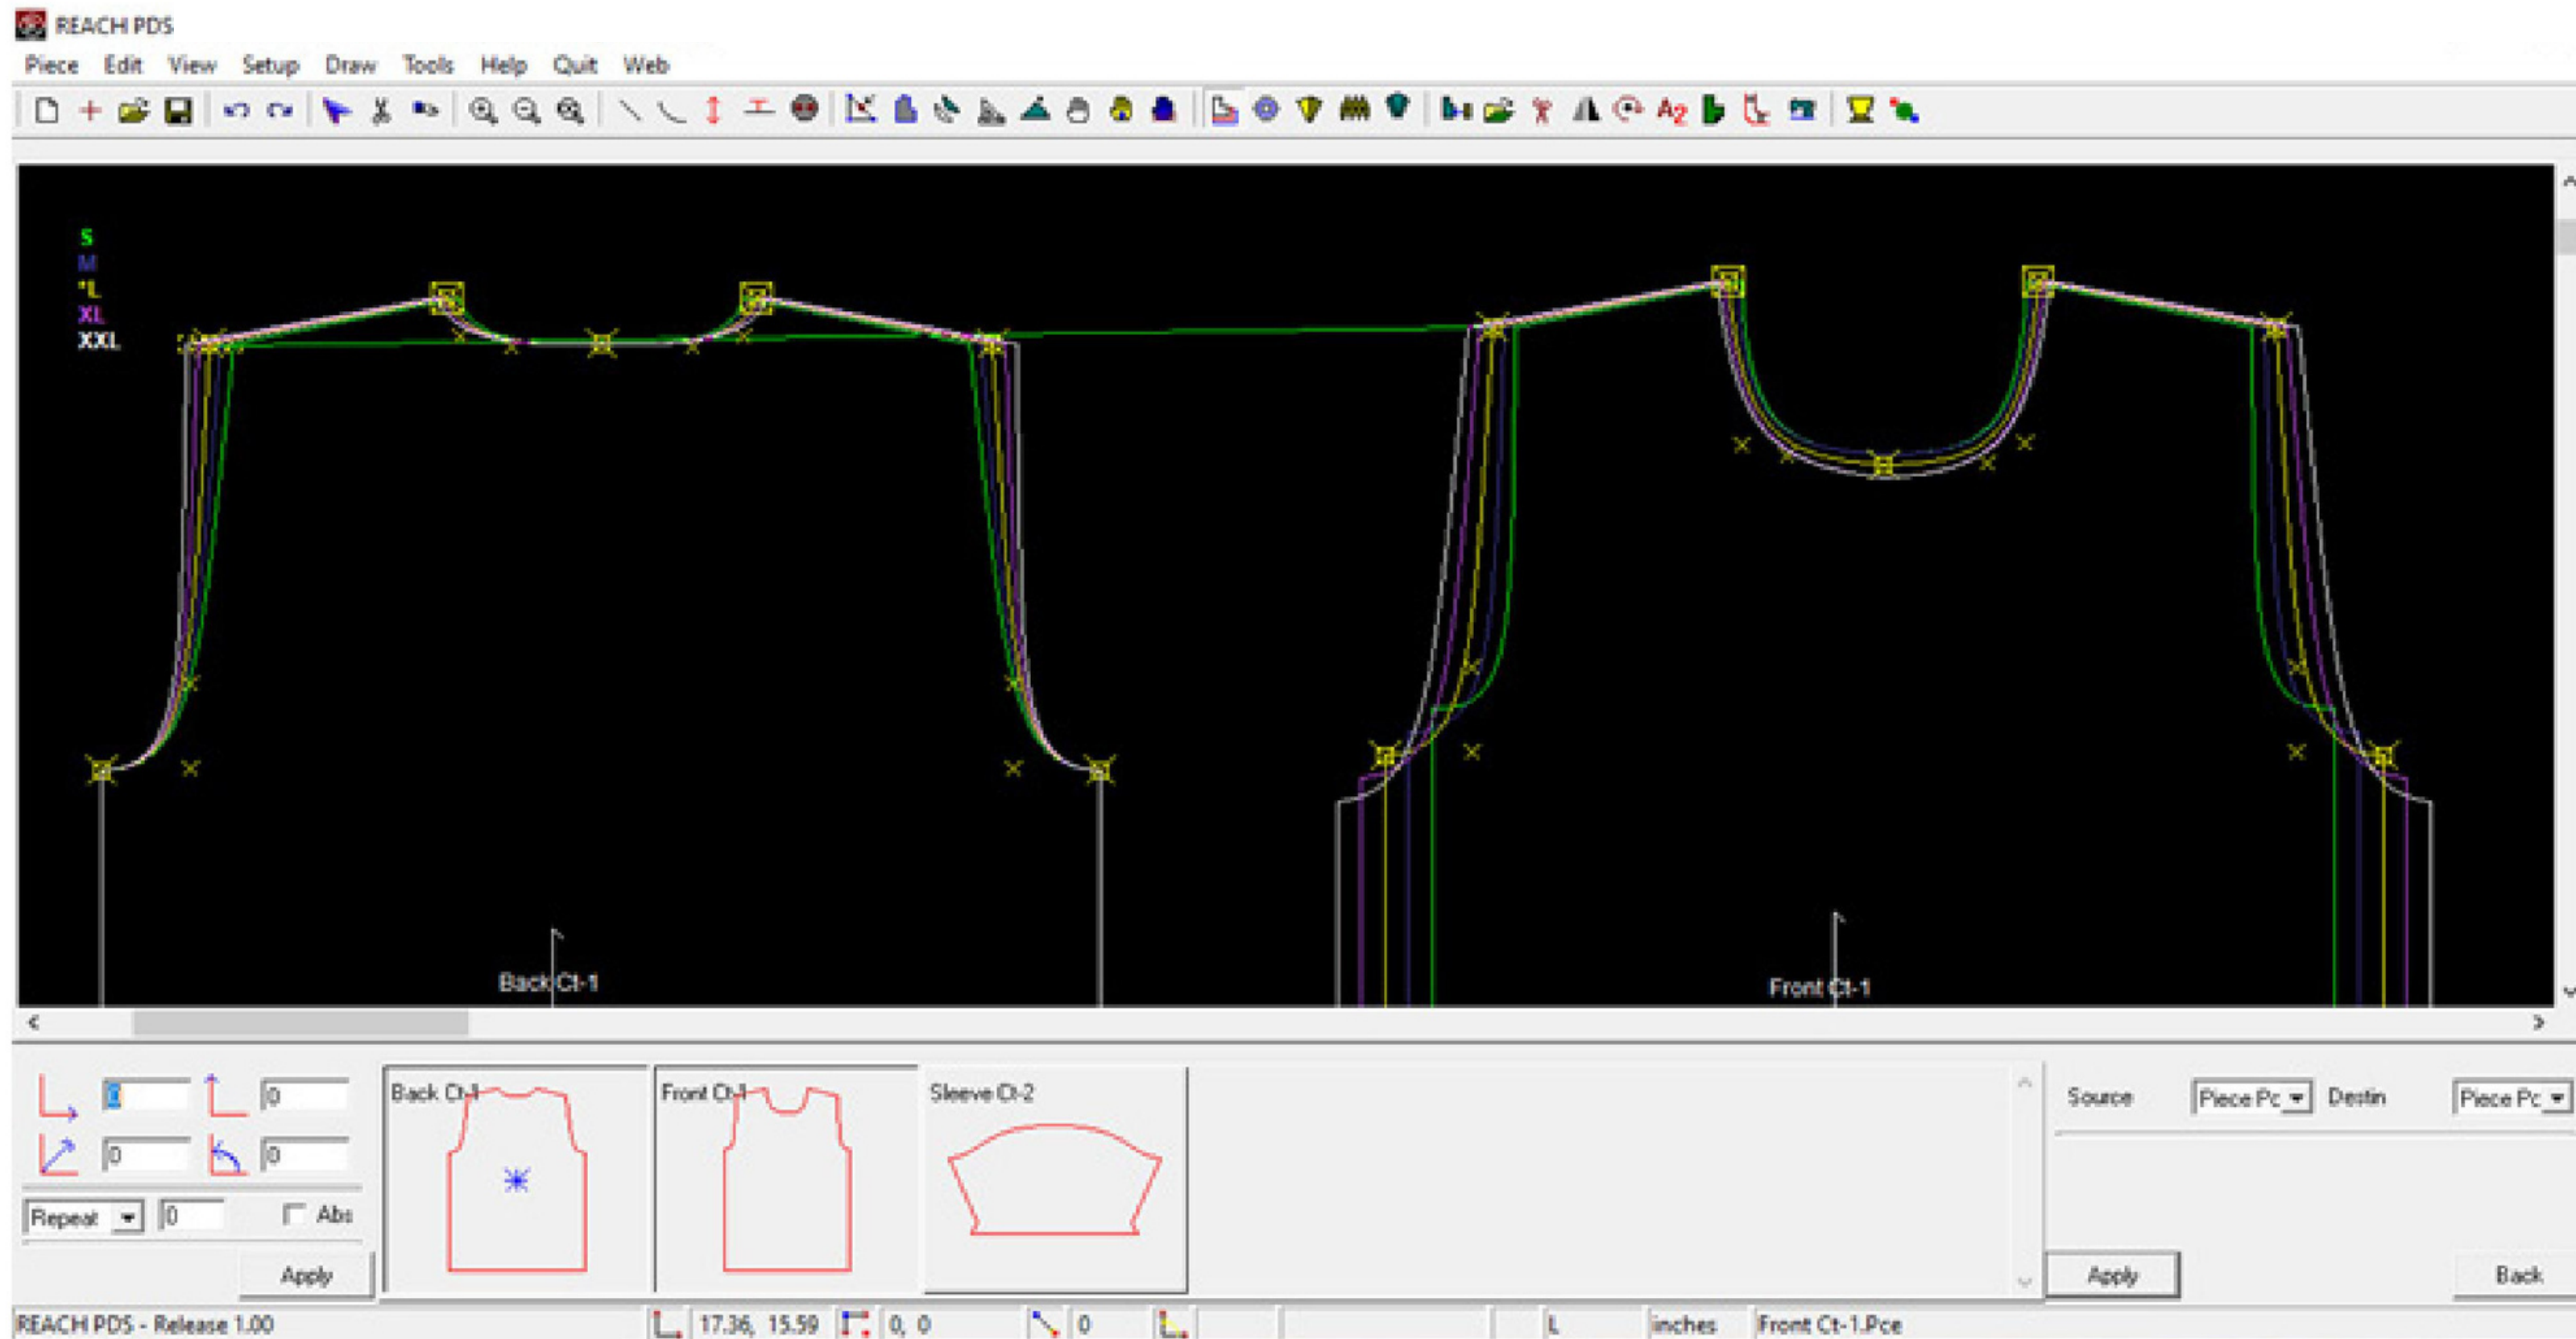 REACH PDS
Piece Edit View Setup Draw Tools Help Quit Web
S
M
*L
XL
XXL
Back Ct-1
Front Ct-1
0
0
0
Repeat 0 Abs
Apply
Back Ct-1
Front Ct-1
Sleeve Ct-2
Source Piece Pc Destin Piece Pc
Apply Back
REACH PDS - Release 1.00 17.36, 15.59 0, 0 0 L inches Front Ct-1.Pce